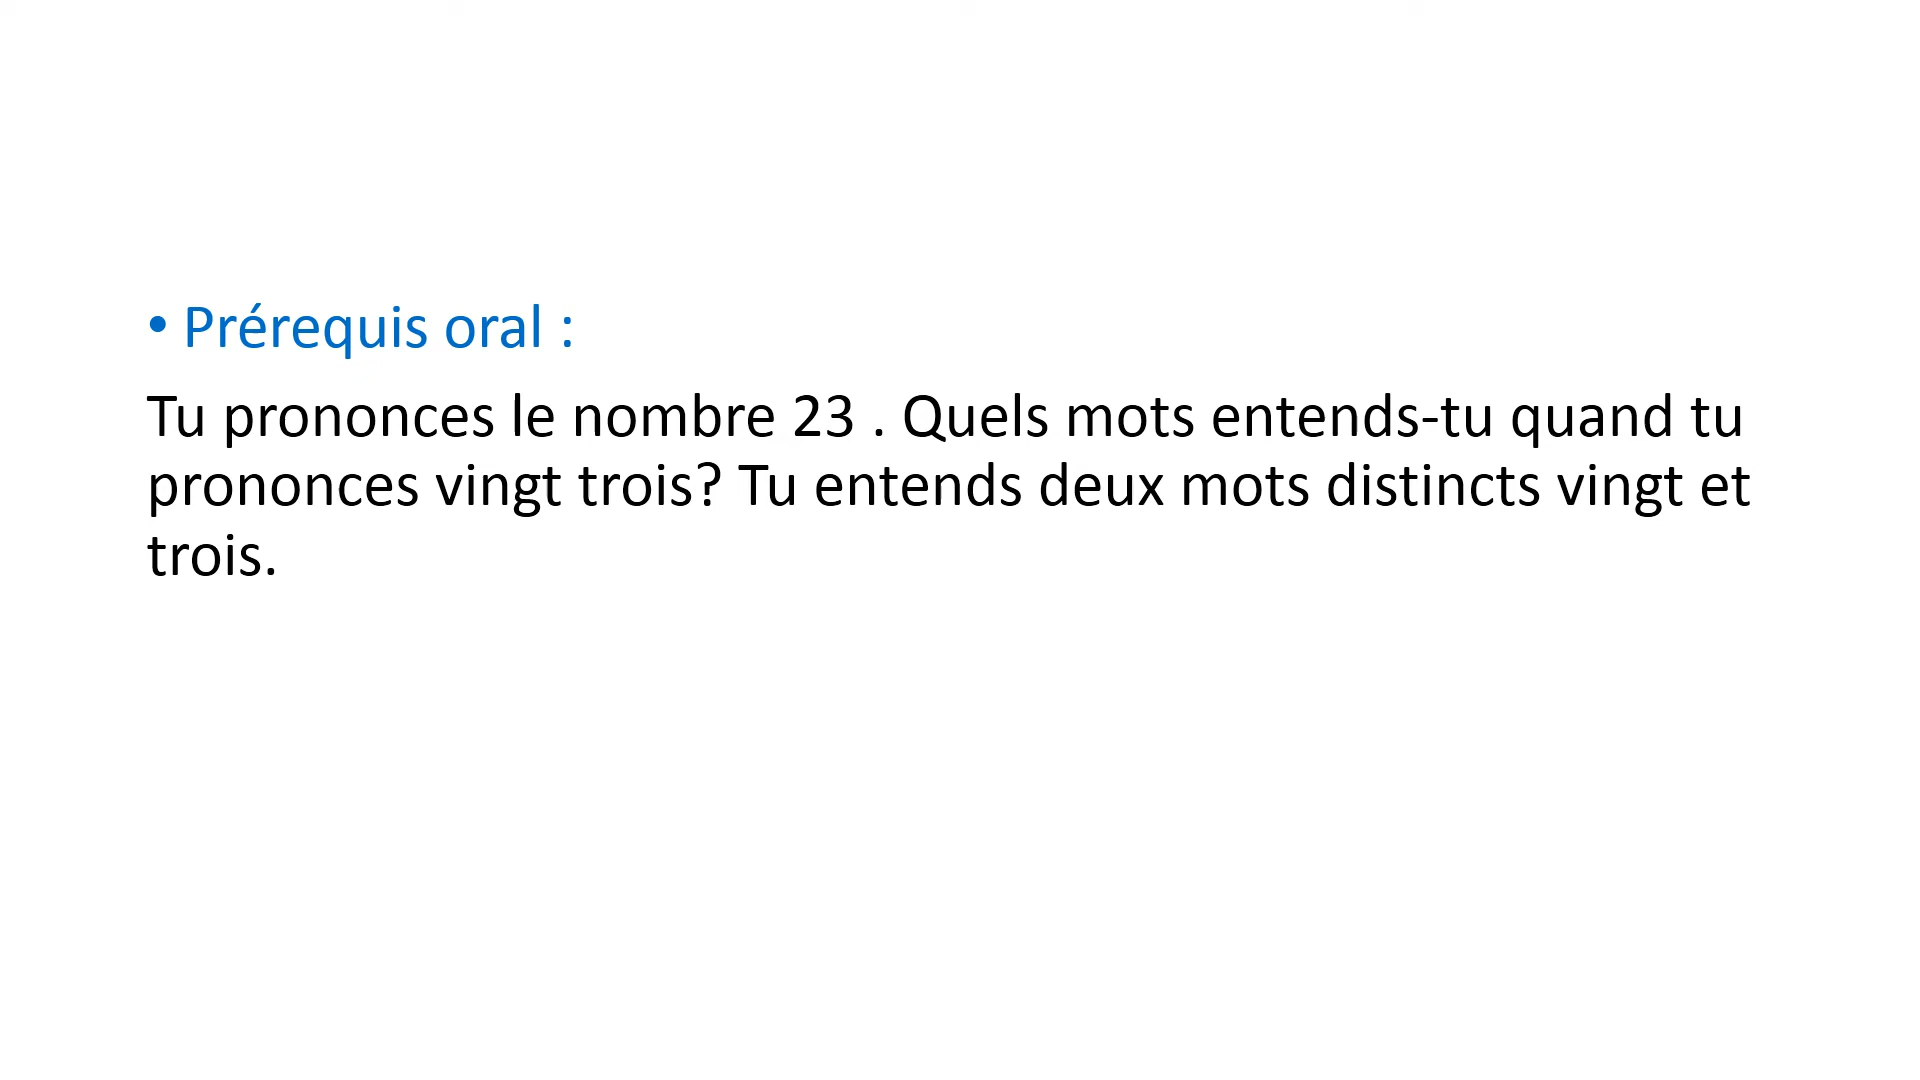 • Prérequis oral :
Tu prononces le nombre 23 . Quels mots entends-tu quand tu
prononces vingt trois? Tu entends deux mots distincts vingt et
trois.